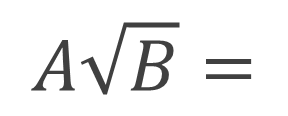 A√B =